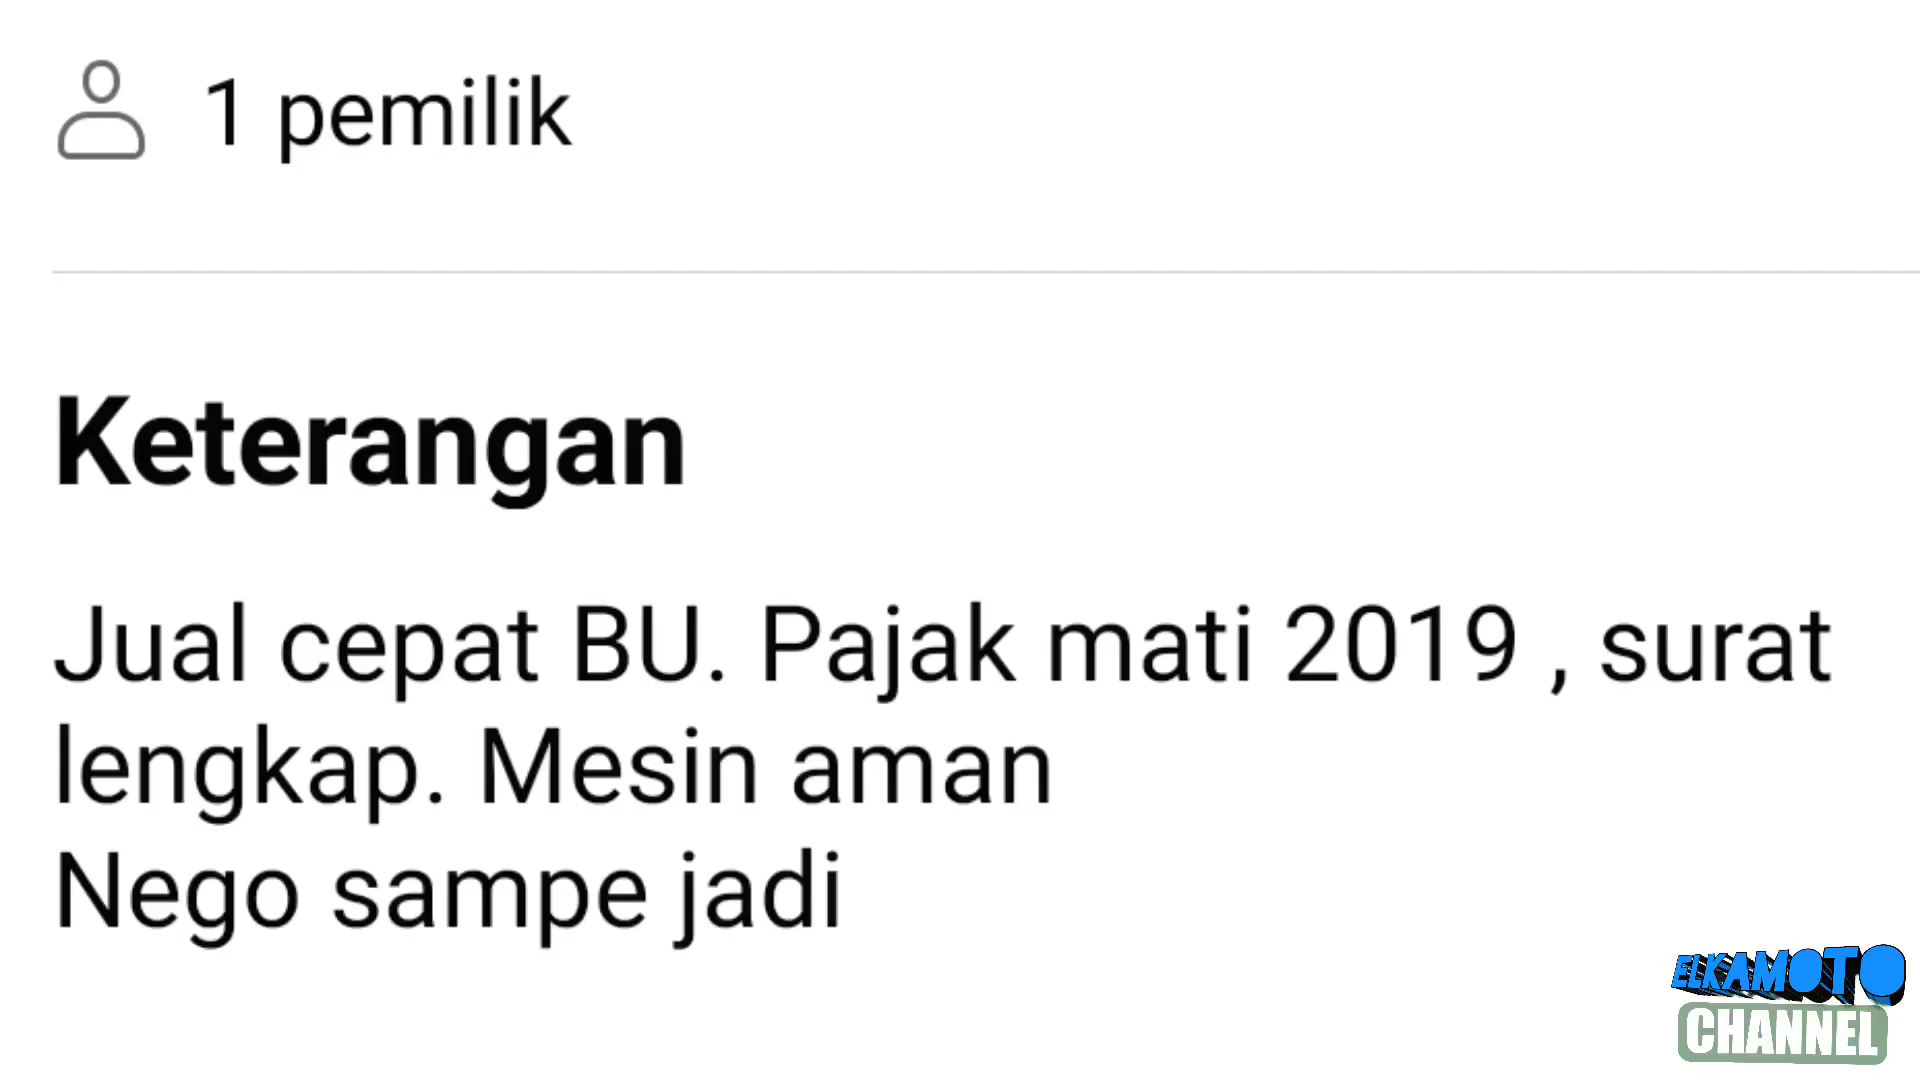 1 pemilik
Keterangan
Jual cepat BU. Pajak mati 2019 , surat
lengkap. Mesin aman
Nego sampe jadi
ELKAMOTO
CHANNEL